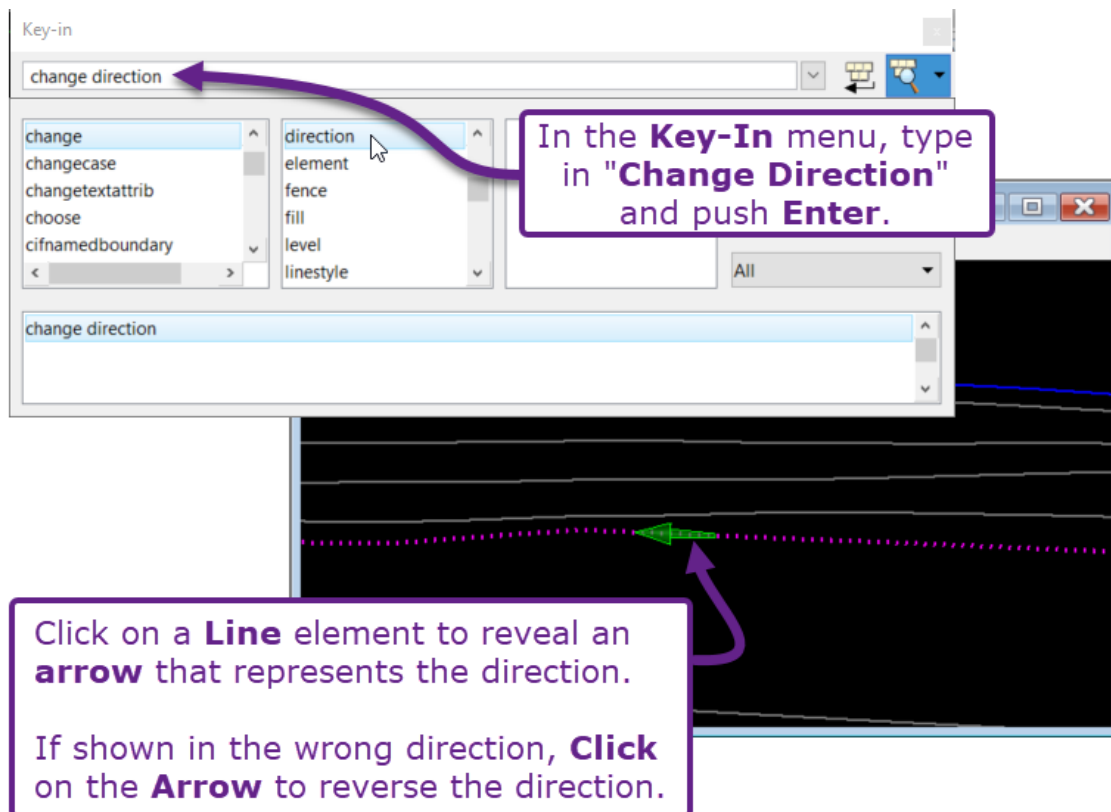 Key-in
change direction
In the Key-In menu, type
in "Change Direction"
and push Enter.
change
changecase
changetextattrib
choose
cifnamedboundary
direction
element
fence
fill
level
linestyle
All
change direction
Click on a Line element to reveal an
arrow that represents the direction.
If shown in the wrong direction, Click
on the Arrow to reverse the direction.